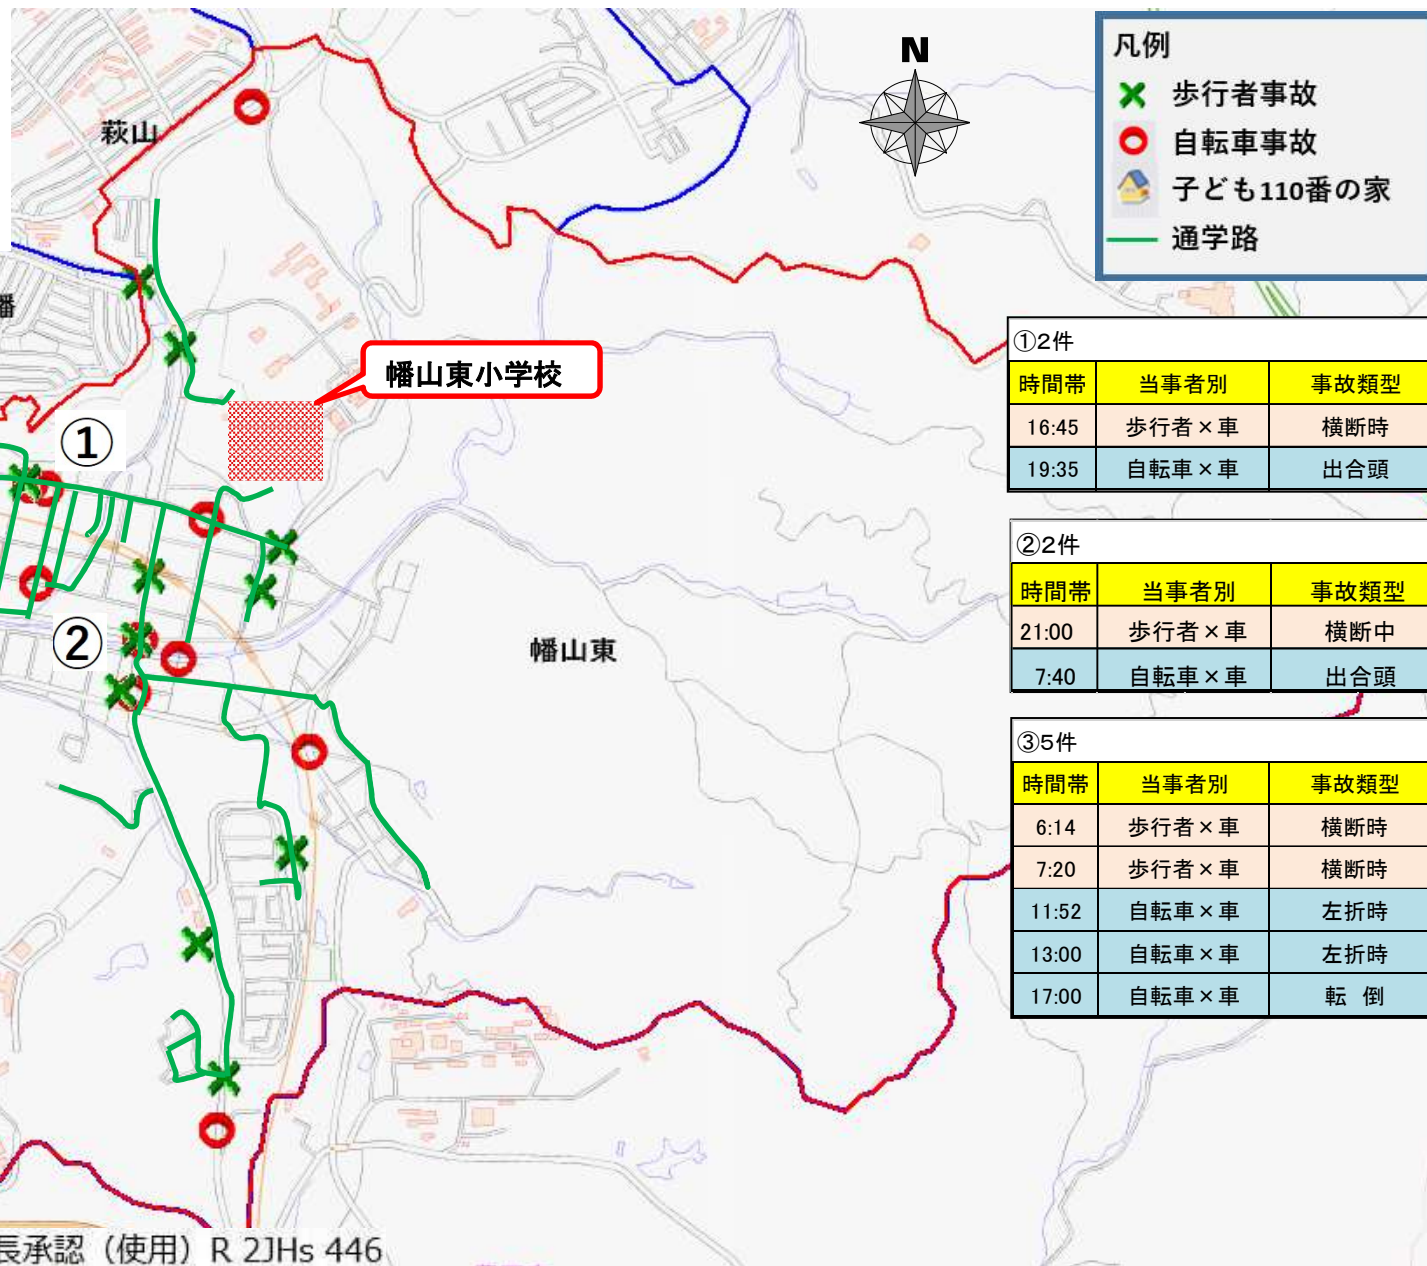 N
凡例
歩行者事故
自転車事故
子ども110番の家
通学路
萩山
幡
幡山東小学校
①
②
幡山東
①2件
時間帯 当事者別 事故類型
16:45 歩行者×車 横断時
19:35 自転車×車 出合頭
②2件
時間帯 当事者別 事故類型
21:00 歩行者×車 横断中
7:40 自転車×車 出合頭
③5件
時間帯 当事者別 事故類型
6:14 歩行者×車 横断時
7:20 歩行者×車 横断時
11:52 自転車×車 左折時
13:00 自転車×車 左折時
17:00 自転車×車 転 倒
長承認（使用）R 2JHs 446